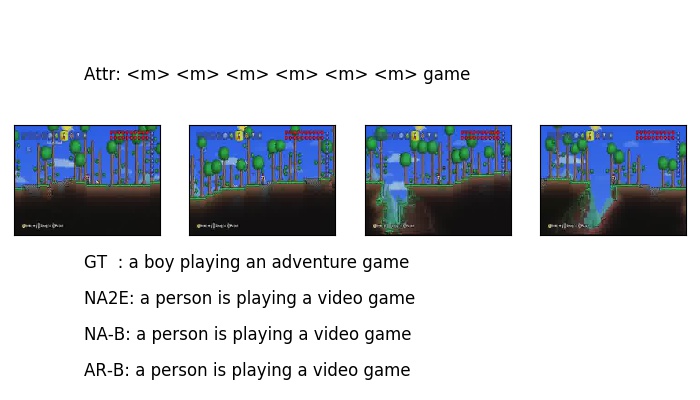 Attr: <m> <m> <m> <m> <m> <m> game
GT : a boy playing an adventure game
NA2E: a person is playing a video game
NA-B: a person is playing a video game
AR-B: a person is playing a video game